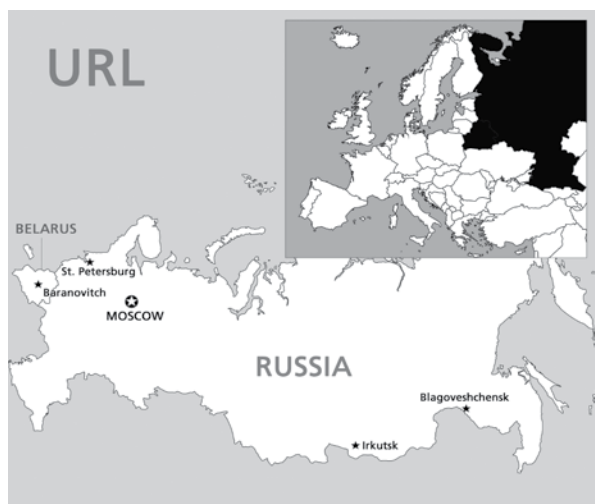 URL
BELARUS
St. Petersburg
Baranovitch
MOSCOW
RUSSIA
Blagoveshchensk
Irkutsk